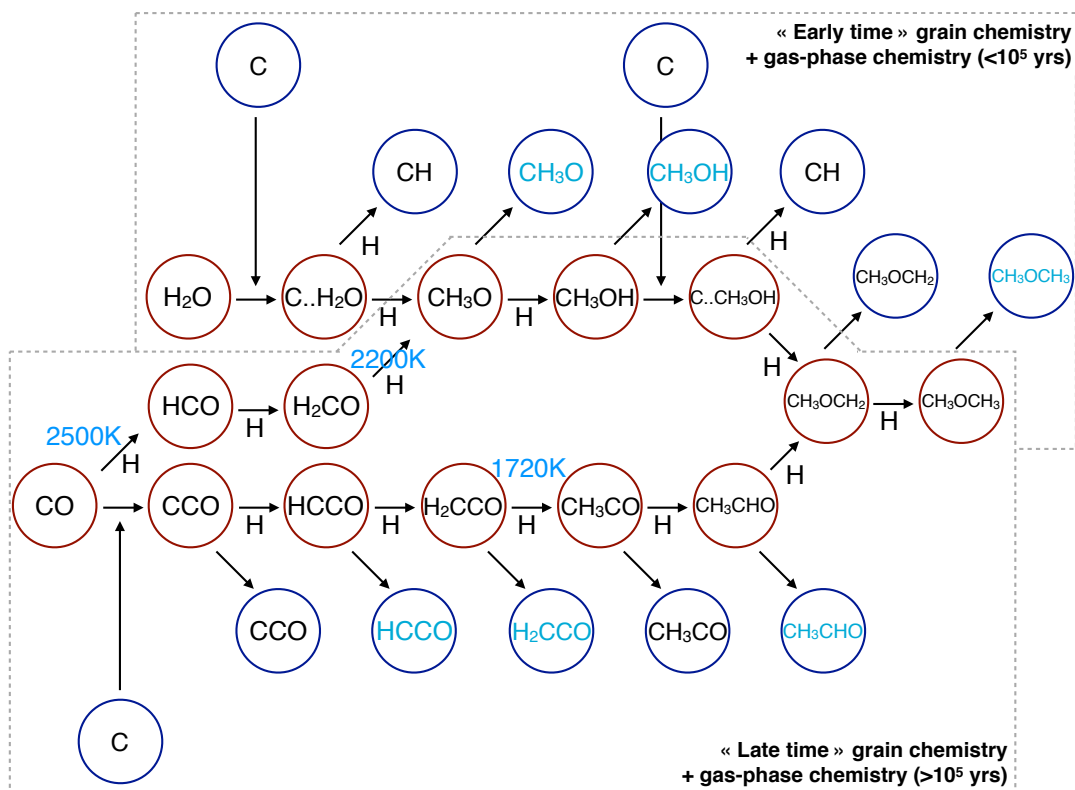 « Early time » grain chemistry
+ gas-phase chemistry (<10⁵ yrs)
C
C
CH
CH₃O
CH₃OH
CH
H
H
CH₃OCH₂
CH₃OCH₃
H₂O
C..H₂O
H
CH₃O
H
CH₃OH
C..CH₃OH
H
2200K
H
HCO
H
H₂CO
CH₃OCH₂
H
CH₃OCH₃
2500K
H
1720K
H
CO
CCO
H
HCCO
H
H₂CCO
H
CH₃CO
H
CH₃CHO
CCO
HCCO
H₂CCO
CH₃CO
CH₃CHO
C
« Late time » grain chemistry
+ gas-phase chemistry (>10⁵ yrs)